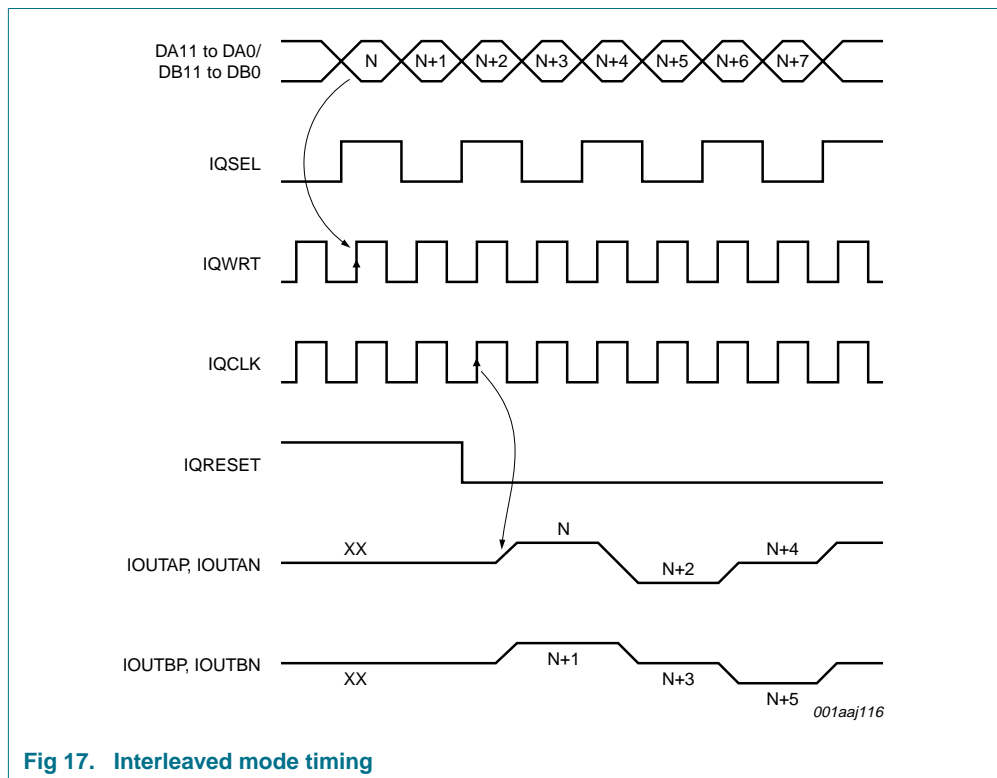 DA11 to DA0/
DB11 to DB0
N N+1 N+2 N+3 N+4 N+5 N+6 N+7
IQSEL
IQWRT
IQCLK
IQRESET
N
XX N+4
IOUTAP, IOUTAN
N+2
IOUTBP, IOUTBN
N+1
XX N+3
N+5
001aaj116
Fig 17. Interleaved mode timing